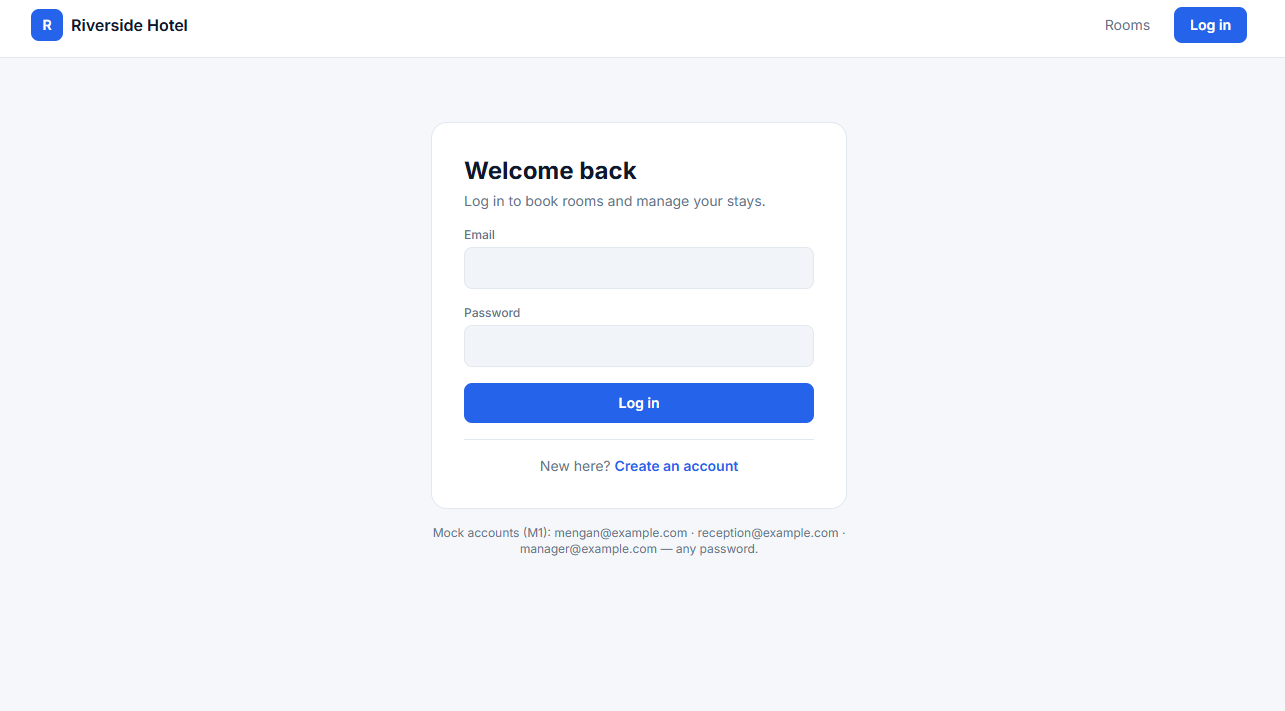 R Riverside Hotel
Rooms
Log in
Welcome back
Log in to book rooms and manage your stays.
Email
Password
Log in
New here? Create an account
Mock accounts (M1): mengan@example.com · reception@example.com ·
manager@example.com — any password.